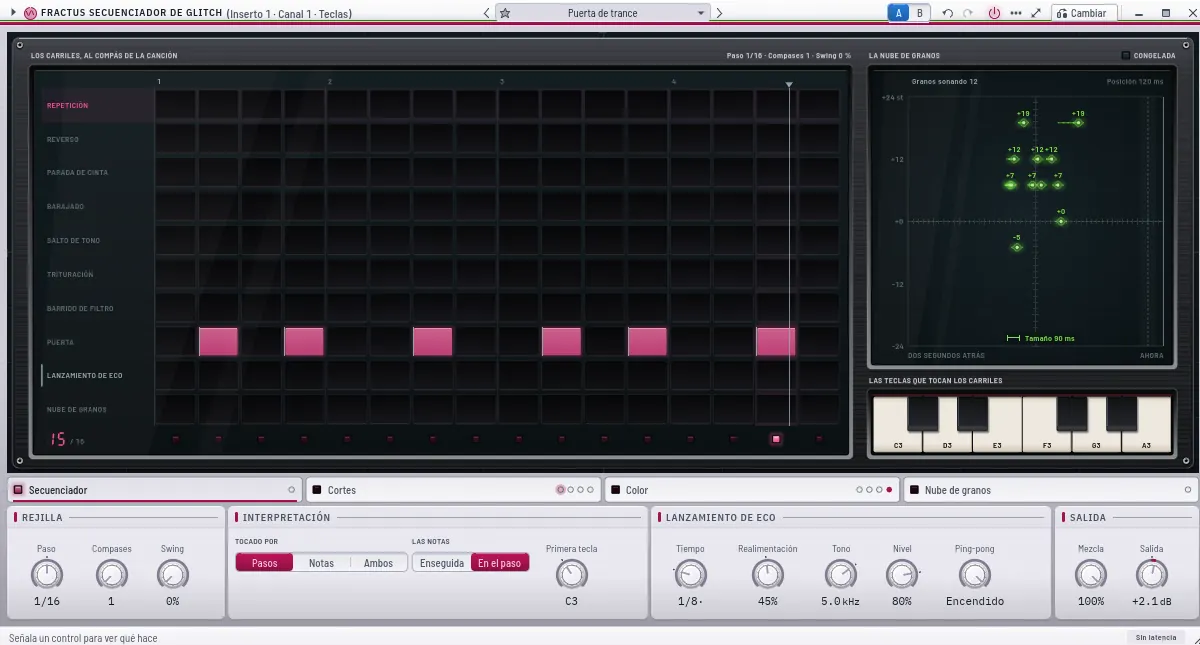 FRACTUS SECUENCIADOR DE GLITCH (Inserto 1 · Canal 1 · Teclas)
Puerta de trance
A B
Cambiar
LOS CARRILES, AL COMPÁS DE LA CANCIÓN
Paso 1/16 · Compases 1 · Swing 0 %
LA NUBE DE GRANOS
CONGELADA
1 2 3 4
Granos sonando 12
Posición 120 ms
REPETICIÓN
REVERSO
PARADA DE CINTA
BARAJADO
SALTO DE TONO
TRITURACIÓN
BARRIDO DE FILTRO
PUERTA
LANZAMIENTO DE ECO
NUBE DE GRANOS
15 / 16
+24 st
+19 +19
+12
+12 +12 +12
+7 +7 +7
+0
+0
-5
-12
-24
Tamaño 90 ms
DOS SEGUNDOS ATRÁS
AHORA
LAS TECLAS QUE TOCAN LOS CARRILES
C3 D3 E3 F3 G3 A3
Secuenciador
Cortes
Color
Nube de granos
REJILLA
INTERPRETACIÓN
LANZAMIENTO DE ECO
SALIDA
Paso Compases Swing
1/16 1 0%
TOCADO POR
Pasos Notas Ambos
LAS NOTAS
Enseguida En el paso
Primera tecla
C3
Tiempo Realimentación Tono Nivel Ping-pong
1/8· 45% 5.0 kHz 80% Encendido
Mezcla Salida
100% +2.1 dB
Señala un control para ver qué hace
Sin latencia